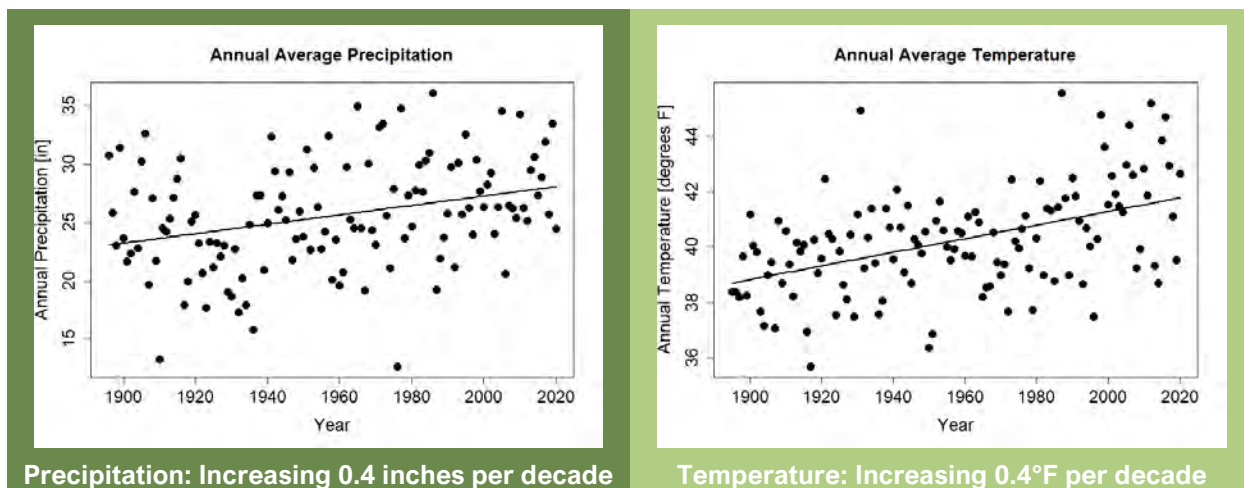 Annual Average Precipitation
Annual Precipitation [in]
35
30
25
20
15
1900 1920 1940 1960 1980 2000 2020
Year
Precipitation: Increasing 0.4 inches per decade
Annual Average Temperature
Annual Temperature [degrees F]
44
42
40
38
36
1900 1920 1940 1960 1980 2000 2020
Year
Temperature: Increasing 0.4°F per decade